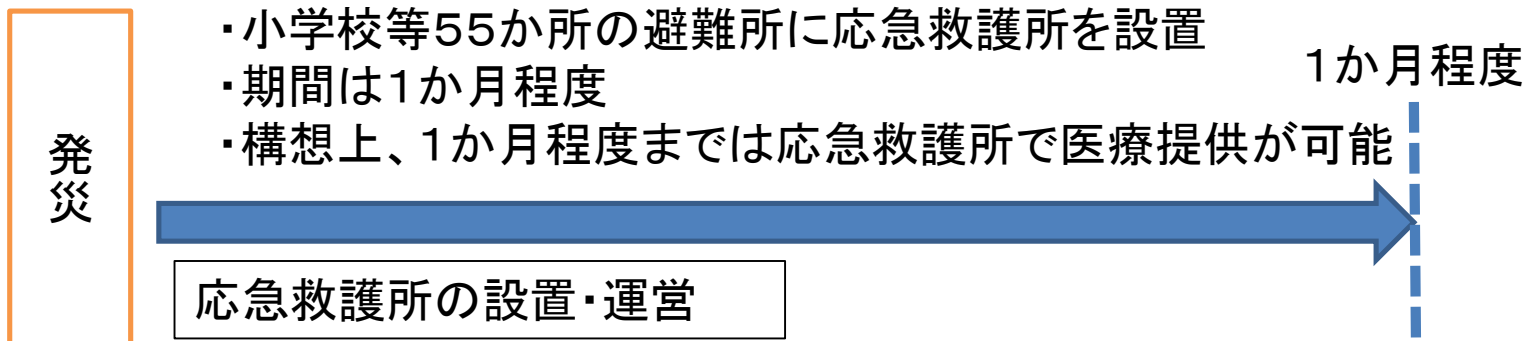 ・小学校等５５か所の避難所に応急救護所を設置
・期間は１か月程度
・構想上、１か月程度までは応急救護所で医療提供が可能
１か月程度
発災
応急救護所の設置・運営